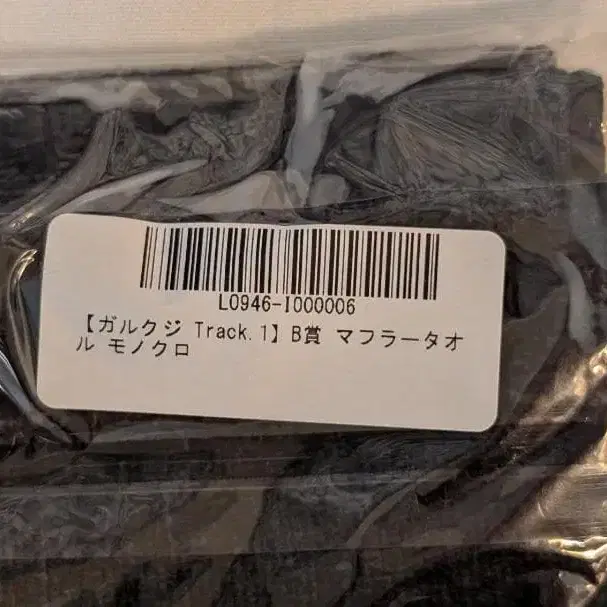 L0946-I000006
【ガルクジ Track.1】B賞 マフラータオ
ル モノクロ